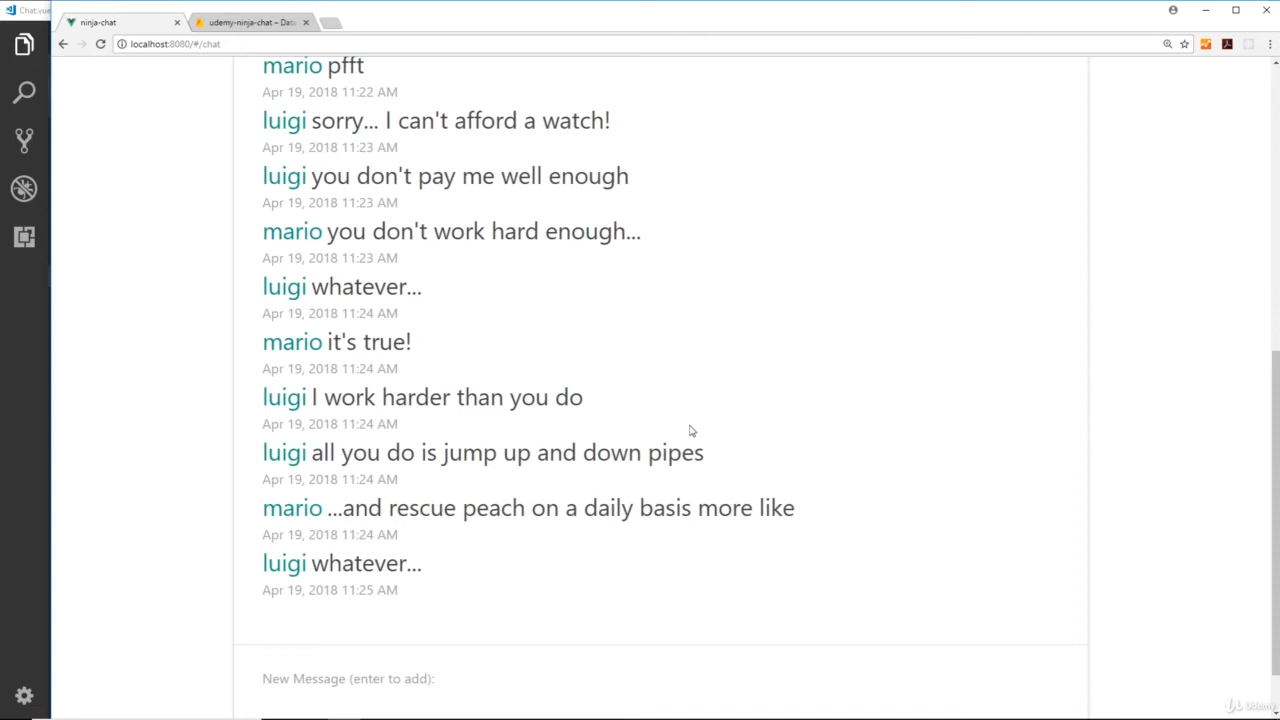 Chat.vue
ninja-chat
udemy-ninja-chat – Data
localhost:8080/#/chat
mario pfft
Apr 19, 2018 11:22 AM
luigi sorry... I can't afford a watch!
Apr 19, 2018 11:23 AM
luigi you don't pay me well enough
Apr 19, 2018 11:23 AM
mario you don't work hard enough...
Apr 19, 2018 11:23 AM
luigi whatever...
Apr 19, 2018 11:24 AM
mario it's true!
Apr 19, 2018 11:24 AM
luigi I work harder than you do
Apr 19, 2018 11:24 AM
luigi all you do is jump up and down pipes
Apr 19, 2018 11:24 AM
mario ...and rescue peach on a daily basis more like
Apr 19, 2018 11:24 AM
luigi whatever...
Apr 19, 2018 11:25 AM
New Message (enter to add):
Udemy